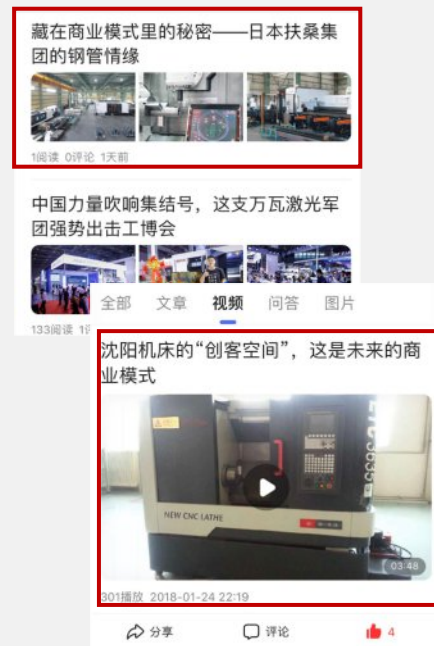 藏在商业模式里的秘密——日本扶桑集
团的钢管情缘
1阅读 0评论 1天前
中国力量吹响集结号，这支万瓦激光军
团强势出击工博会
133阅读
全部 文章 视频 问答 图片
沈阳机床的“创客空间”，这是未来的商
业模式
NEW CNC LATHE
03:48
301播放 2018-01-24 22:19
分享 评论 4